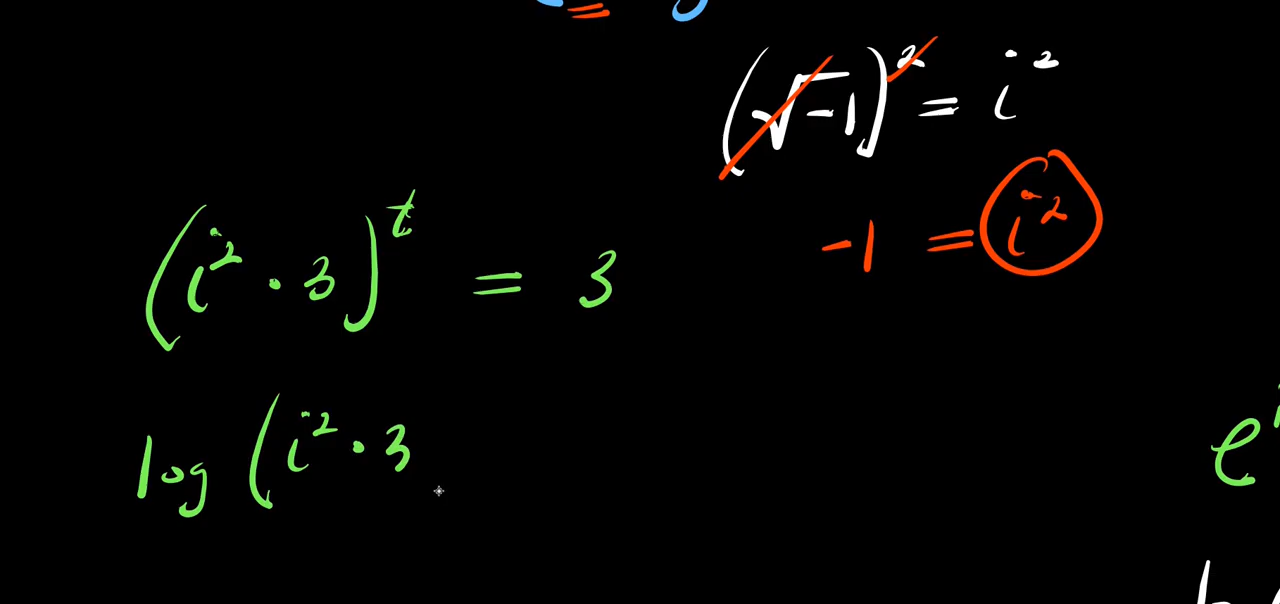 (√-1)² = i²
-1 = i²
(i² · 3)ᵗ = 3
log (i² · 3
e